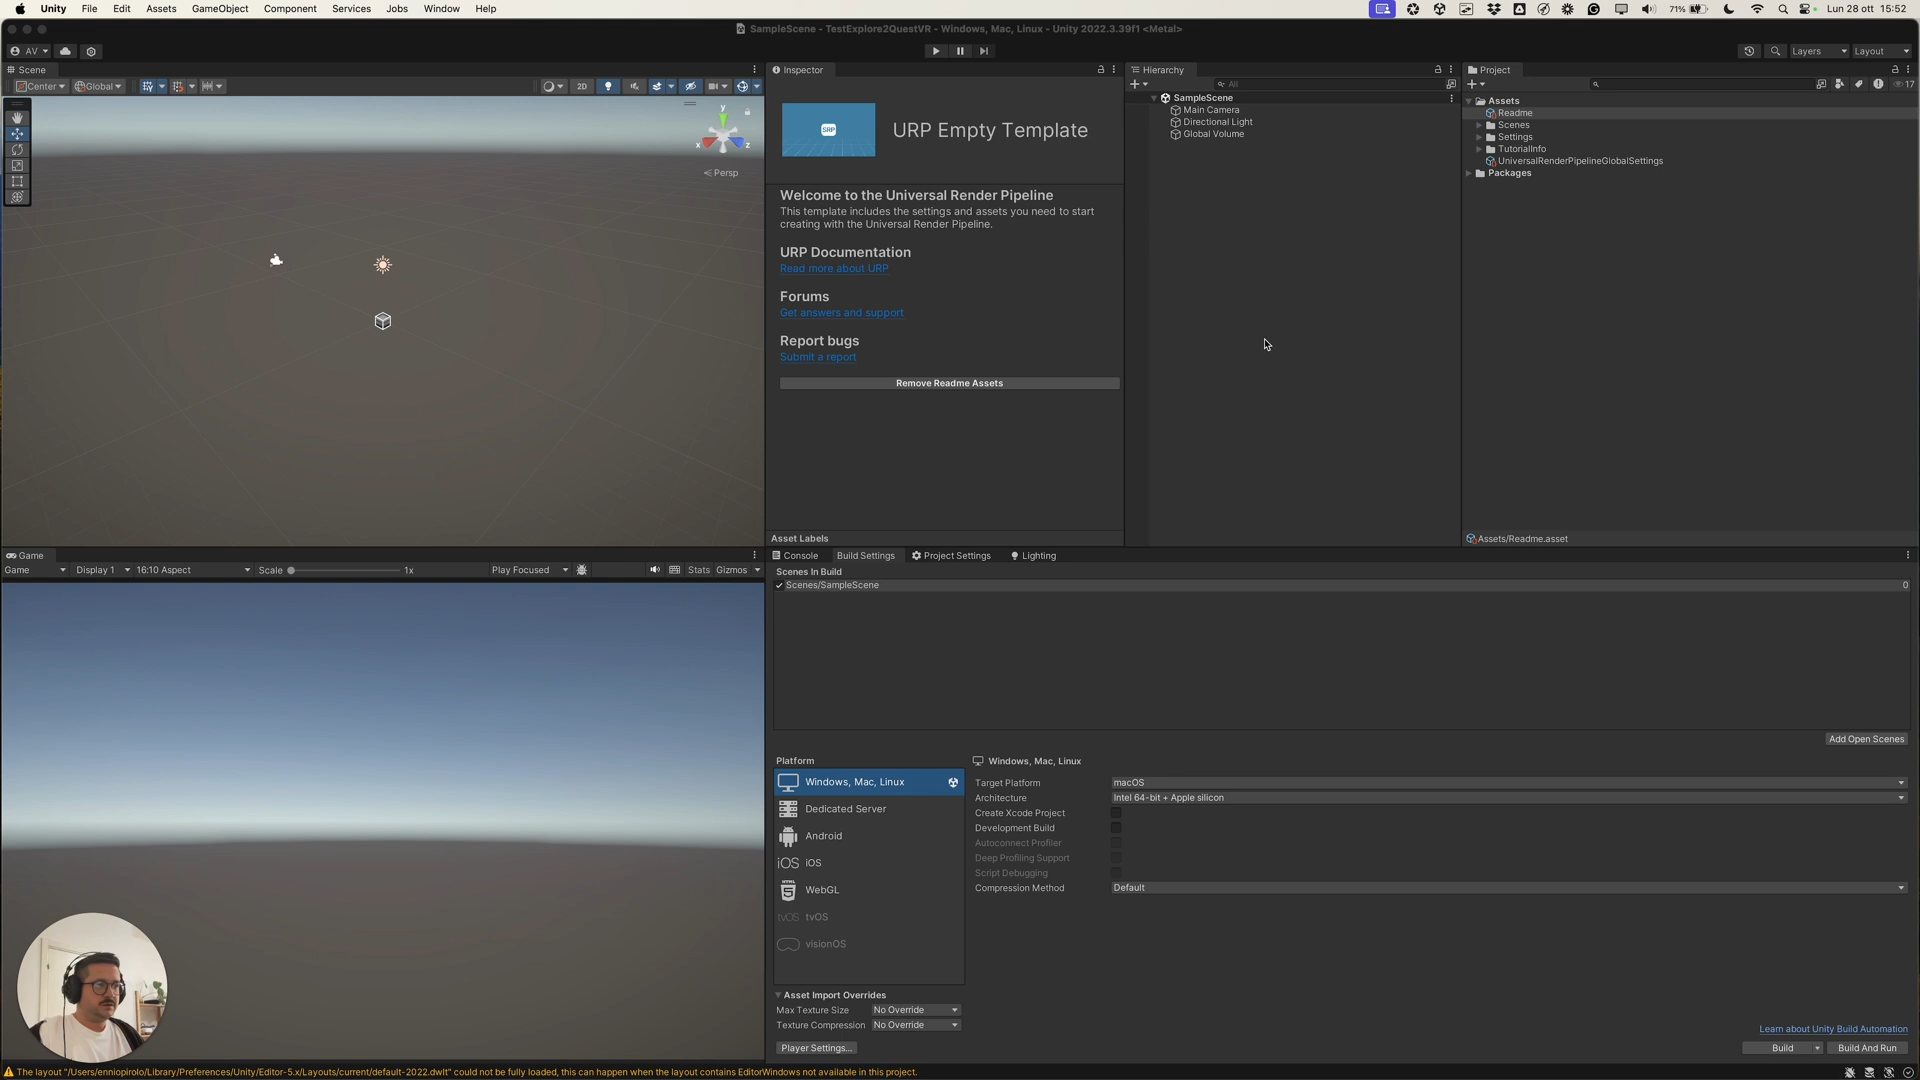 Unity File Edit Assets GameObject Component Services Jobs Window Help
71% Lun 28 ott 15:52
SampleScene - TestExplore2QuestVR - Windows, Mac, Linux - Unity 2022.3.39f1 <Metal>
AV
Layers Layout
Scene
Center Global
2D
y
x z
Persp
Inspector
SRP
URP Empty Template
Welcome to the Universal Render Pipeline
This template includes the settings and assets you need to start
creating with the Universal Render Pipeline.
URP Documentation
Read more about URP
Forums
Get answers and support
Report bugs
Submit a report
Remove Readme Assets
Asset Labels
Hierarchy
All
SampleScene
Main Camera
Directional Light
Global Volume
Project
17
Assets
Readme
Scenes
Settings
TutorialInfo
UniversalRenderPipelineGlobalSettings
Packages
Assets/Readme.asset
Game
Game Display 1 16:10 Aspect Scale 1x Play Focused Stats Gizmos
Console Build Settings Project Settings Lighting
Scenes In Build
Scenes/SampleScene 0
Add Open Scenes
Platform
Windows, Mac, Linux
Dedicated Server
Android
iOS iOS
WebGL
tvOS tvOS
visionOS
Windows, Mac, Linux
Target Platform macOS
Architecture Intel 64-bit + Apple silicon
Create Xcode Project
Development Build
Autoconnect Profiler
Deep Profiling Support
Script Debugging
Compression Method Default
Asset Import Overrides
Max Texture Size No Override
Texture Compression No Override
Player Settings...
Learn about Unity Build Automation
Build Build And Run
The layout "/Users/enniopirolo/Library/Preferences/Unity/Editor-5.x/Layouts/current/default-2022.dwlt" could not be fully loaded, this can happen when the layout contains EditorWindows not available in this project.